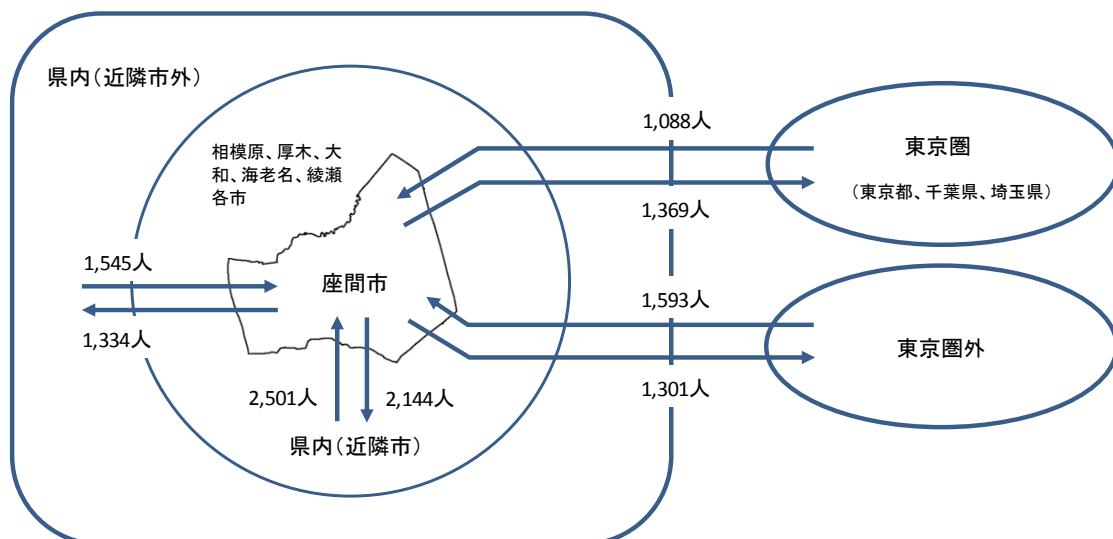 県内（近隣市外）
1,088人
東京圏
（東京都、千葉県、埼玉県）
相模原、厚木、大
和、海老名、綾瀬
各市
1,369人
1,545人
座間市
1,593人
1,334人
東京圏外
2,501人
2,144人
1,301人
県内（近隣市）